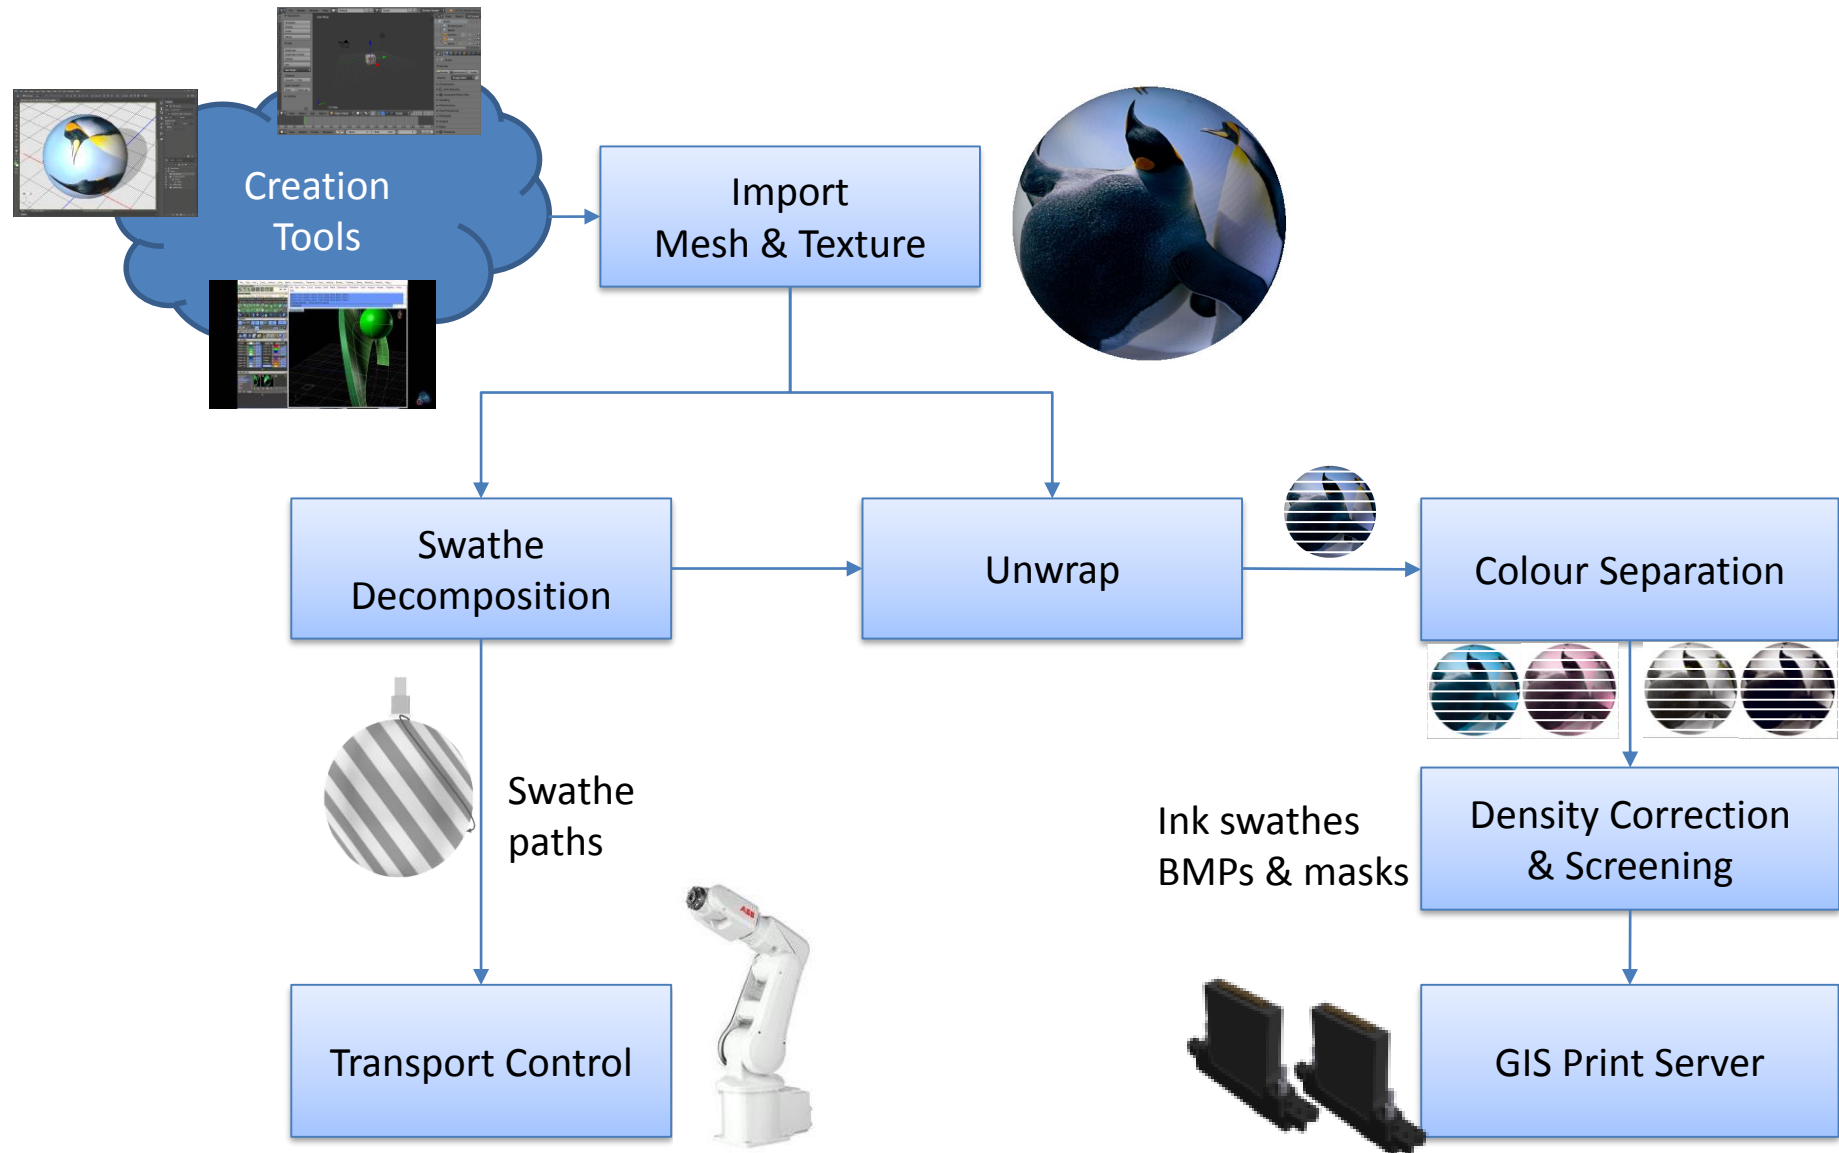 Creation
Tools
Import
Mesh & Texture
Swathe
Decomposition
Unwrap
Colour Separation
Swathe
paths
Ink swathes
BMPs & masks
Density Correction
& Screening
ABB
Transport Control
GIS Print Server